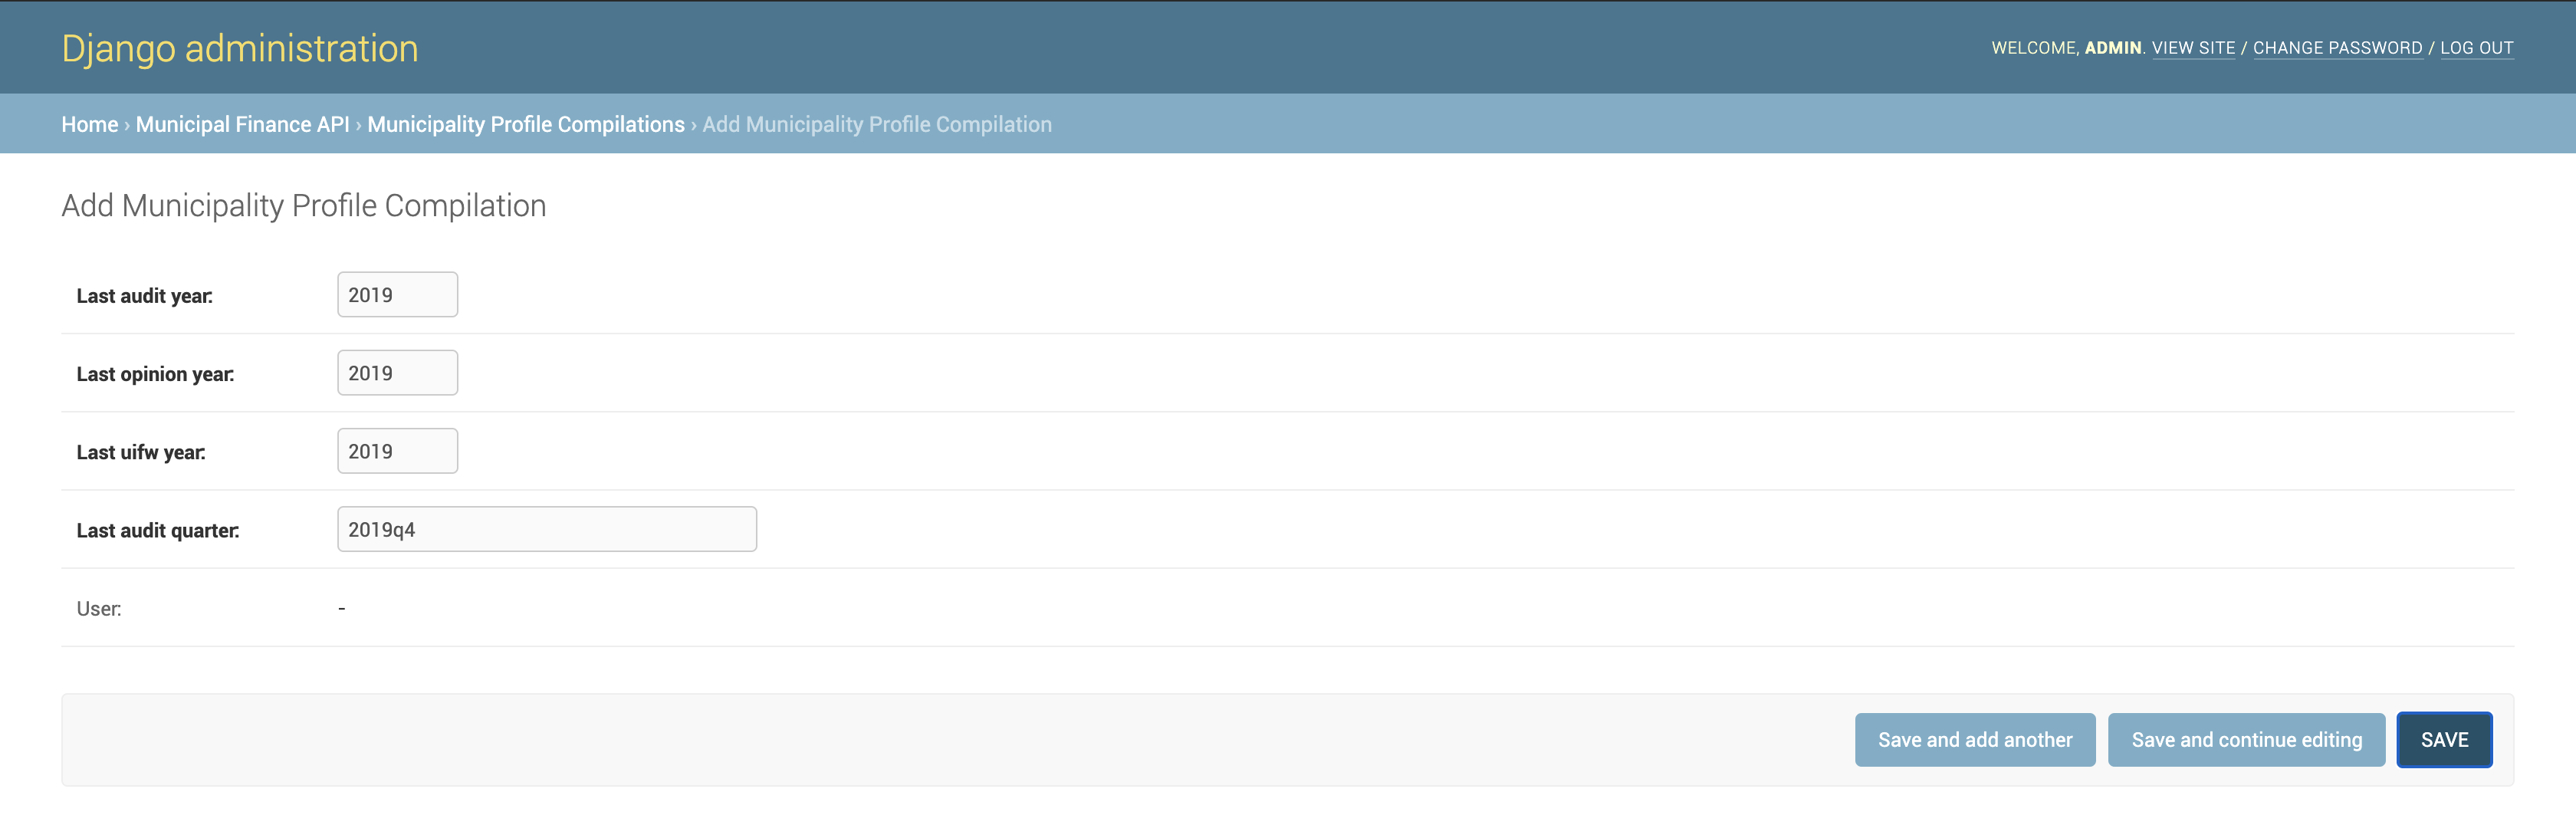 Django administration
WELCOME, ADMIN. VIEW SITE / CHANGE PASSWORD / LOG OUT
Home › Municipal Finance API › Municipality Profile Compilations › Add Municipality Profile Compilation
Add Municipality Profile Compilation
Last audit year: 2019
Last opinion year: 2019
Last uifw year: 2019
Last audit quarter: 2019q4
User: -
Save and add another Save and continue editing SAVE